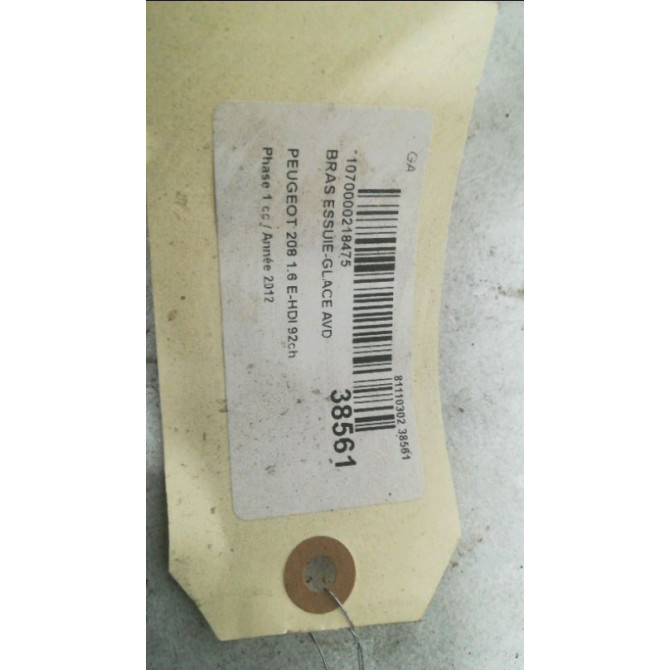 GA
81110302 38561
*1070000218475
38561
BRAS ESSUIE-GLACE AVD
PEUGEOT 208 1.6 E-HDI 92ch
Phase 1 cc / Année 2012